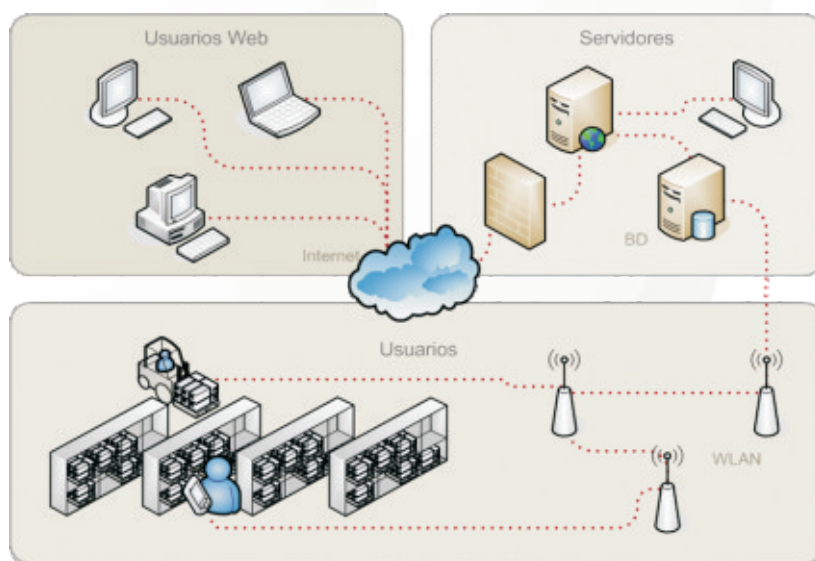 Usuarios Web
Servidores
Internet
BD
Usuarios
WLAN